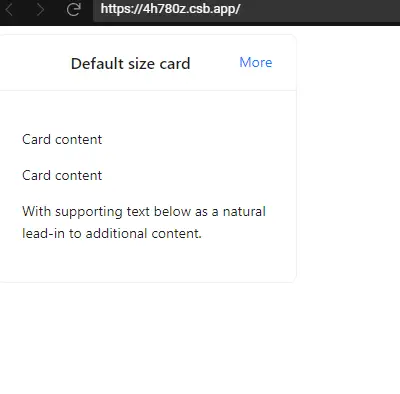 https://4h780z.csb.app/
Default size card More
Card content
Card content
With supporting text below as a natural
lead-in to additional content.